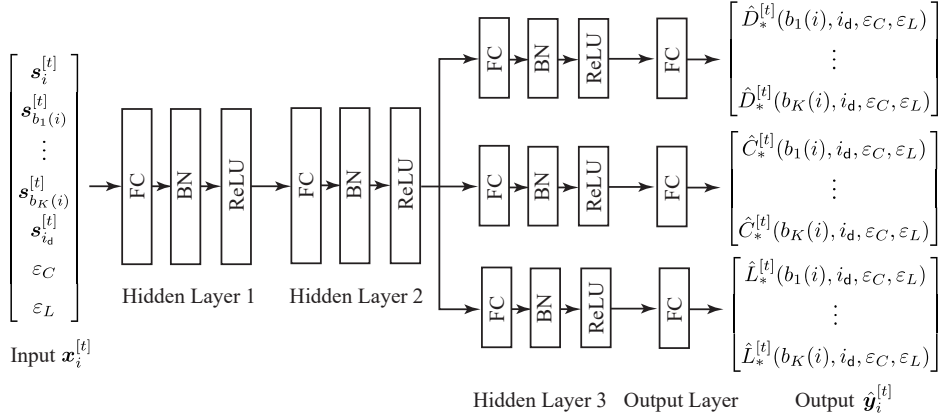 s_i^{[t]}
s_{b_1(i)}^{[t]}
⋮
s_{b_K(i)}^{[t]}
s_{i_d}^{[t]}
ε_C
ε_L
Input x_i^{[t]}
FC BN ReLU
Hidden Layer 1
FC BN ReLU
Hidden Layer 2
FC BN ReLU FC
D̂_*^{[t]}(b_1(i), i_d, ε_C, ε_L)
⋮
D̂_*^{[t]}(b_K(i), i_d, ε_C, ε_L)
FC BN ReLU FC
Ĉ_*^{[t]}(b_1(i), i_d, ε_C, ε_L)
⋮
Ĉ_*^{[t]}(b_K(i), i_d, ε_C, ε_L)
FC BN ReLU FC
L̂_*^{[t]}(b_1(i), i_d, ε_C, ε_L)
⋮
L̂_*^{[t]}(b_K(i), i_d, ε_C, ε_L)
Hidden Layer 3 Output Layer Output ŷ_i^{[t]}